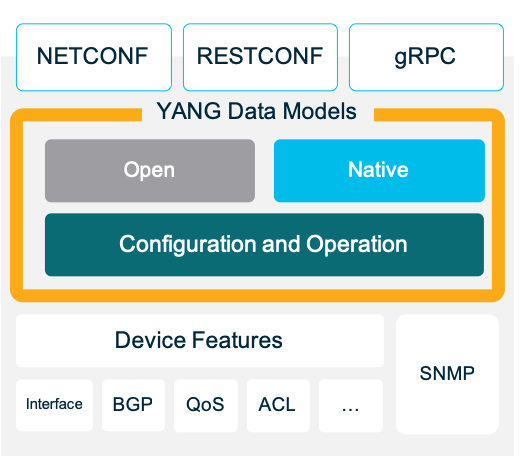 NETCONF
RESTCONF
gRPC
YANG Data Models
Open
Native
Configuration and Operation
Device Features
SNMP
Interface
BGP
QoS
ACL
...